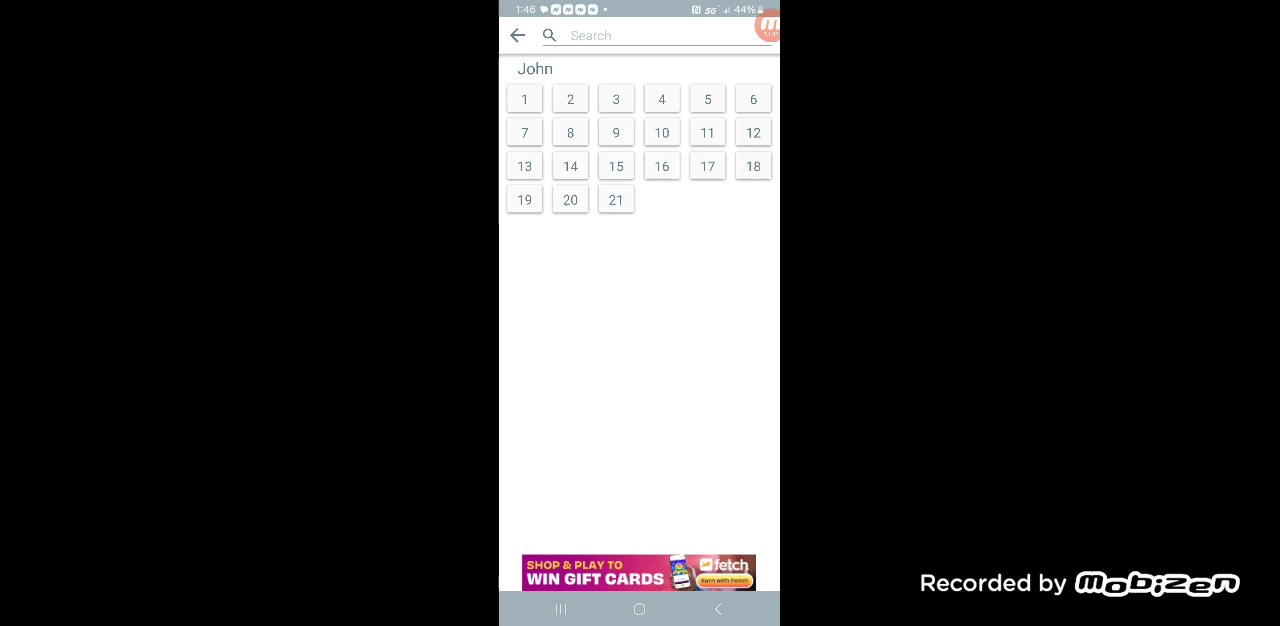 1:46 5G 44%
Search
John
1 2 3 4 5 6
7 8 9 10 11 12
13 14 15 16 17 18
19 20 21
SHOP & PLAY TO
WIN GIFT CARDS
fetch
Earn with Fetch
Recorded by mobizen